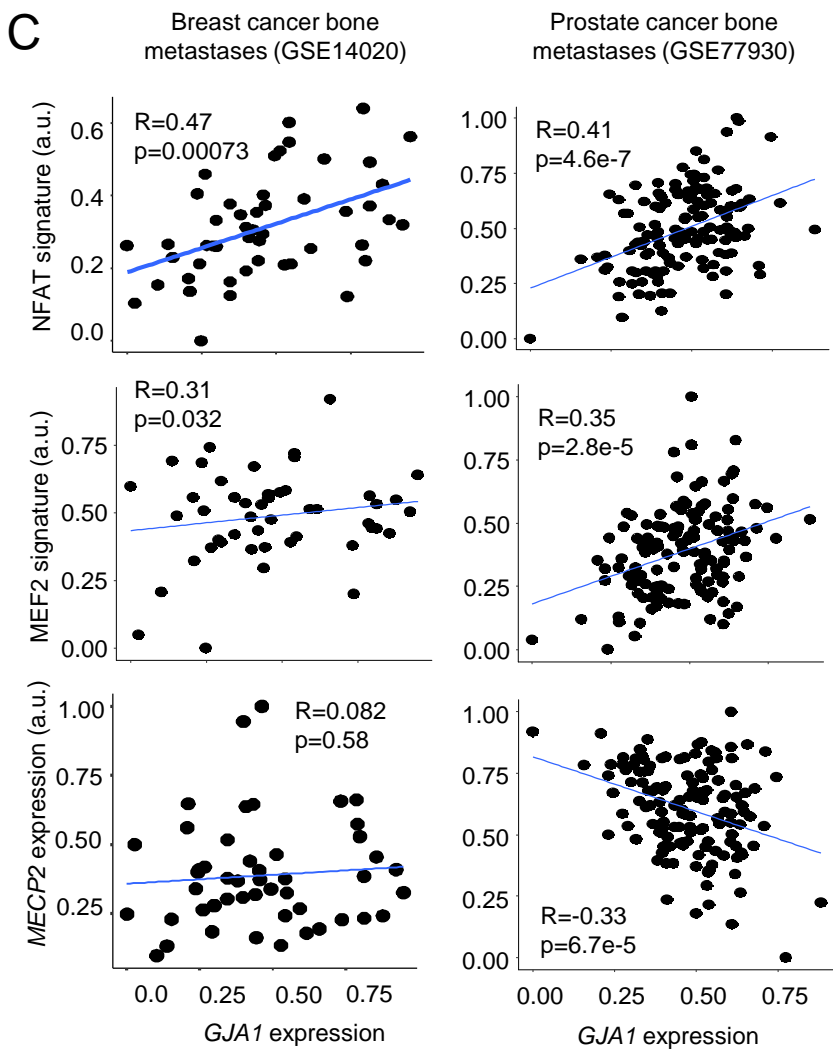 C
Breast cancer bone
metastases (GSE14020)
Prostate cancer bone
metastases (GSE77930)
NFAT signature (a.u.)
0.6
0.4
0.2
0.0
R=0.47
p=0.00073
1.00
0.75
0.50
0.25
0.00
R=0.41
p=4.6e-7
MEF2 signature (a.u.)
0.75
0.50
0.25
0.00
R=0.31
p=0.032
1.00
0.75
0.50
0.25
0.00
R=0.35
p=2.8e-5
MECP2 expression (a.u.)
1.00
0.75
0.50
0.25
R=0.082
p=0.58
1.00
0.75
0.50
0.25
0.00
R=-0.33
p=6.7e-5
0.0 0.25 0.50 0.75
0.00 0.25 0.50 0.75
GJA1 expression
GJA1 expression